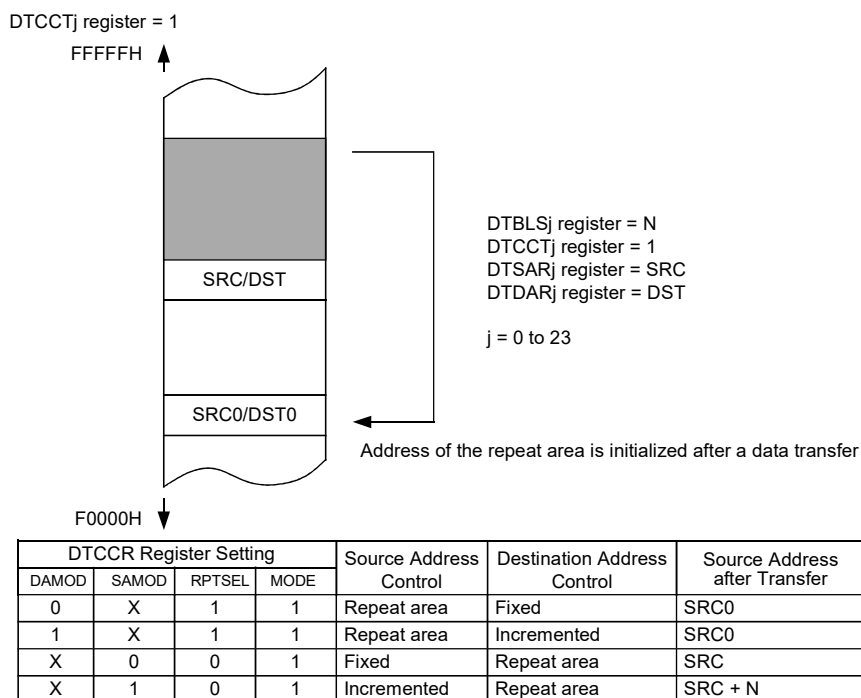 DTCCTj register = 1
FFFFFH
DTBLSj register = N
DTCCTj register = 1
DTSARj register = SRC
DTDARj register = DST
SRC/DST
j = 0 to 23
SRC0/DST0
Address of the repeat area is initialized after a data transfer
F0000H
DTCCR Register Setting
Source Address Control
Destination Address Control
Source Address after Transfer
DAMOD SAMOD RPTSEL MODE
0 X 1 1 Repeat area Fixed SRC0
1 X 1 1 Repeat area Incremented SRC0
X 0 0 1 Fixed Repeat area SRC
X 1 0 1 Incremented Repeat area SRC + N